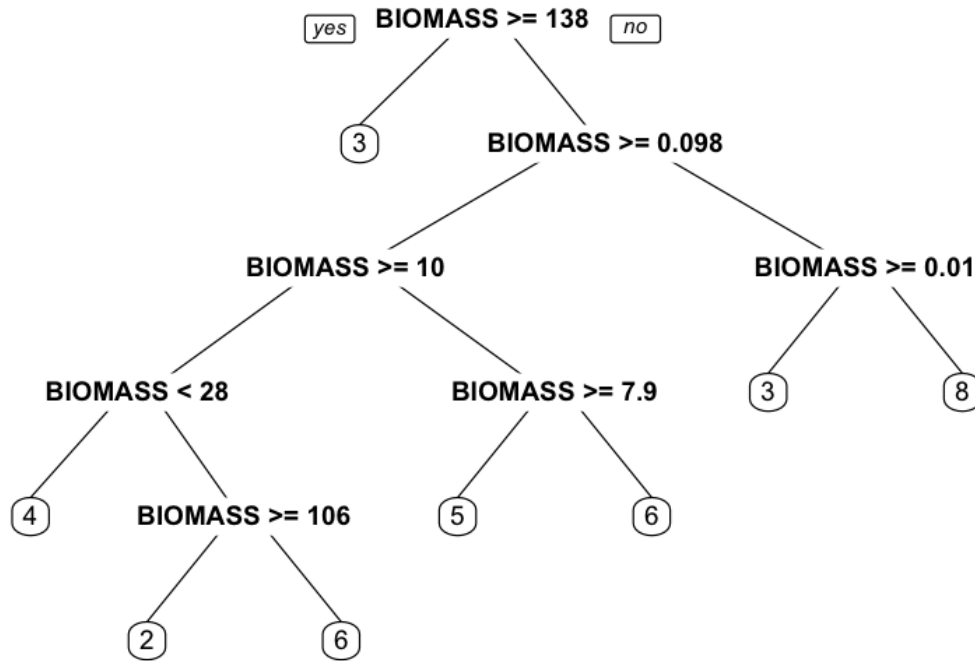 yes BIOMASS >= 138 no
3 BIOMASS >= 0.098
BIOMASS >= 10 BIOMASS >= 0.01
BIOMASS < 28 BIOMASS >= 7.9 3 8
4 BIOMASS >= 106 5 6
2 6